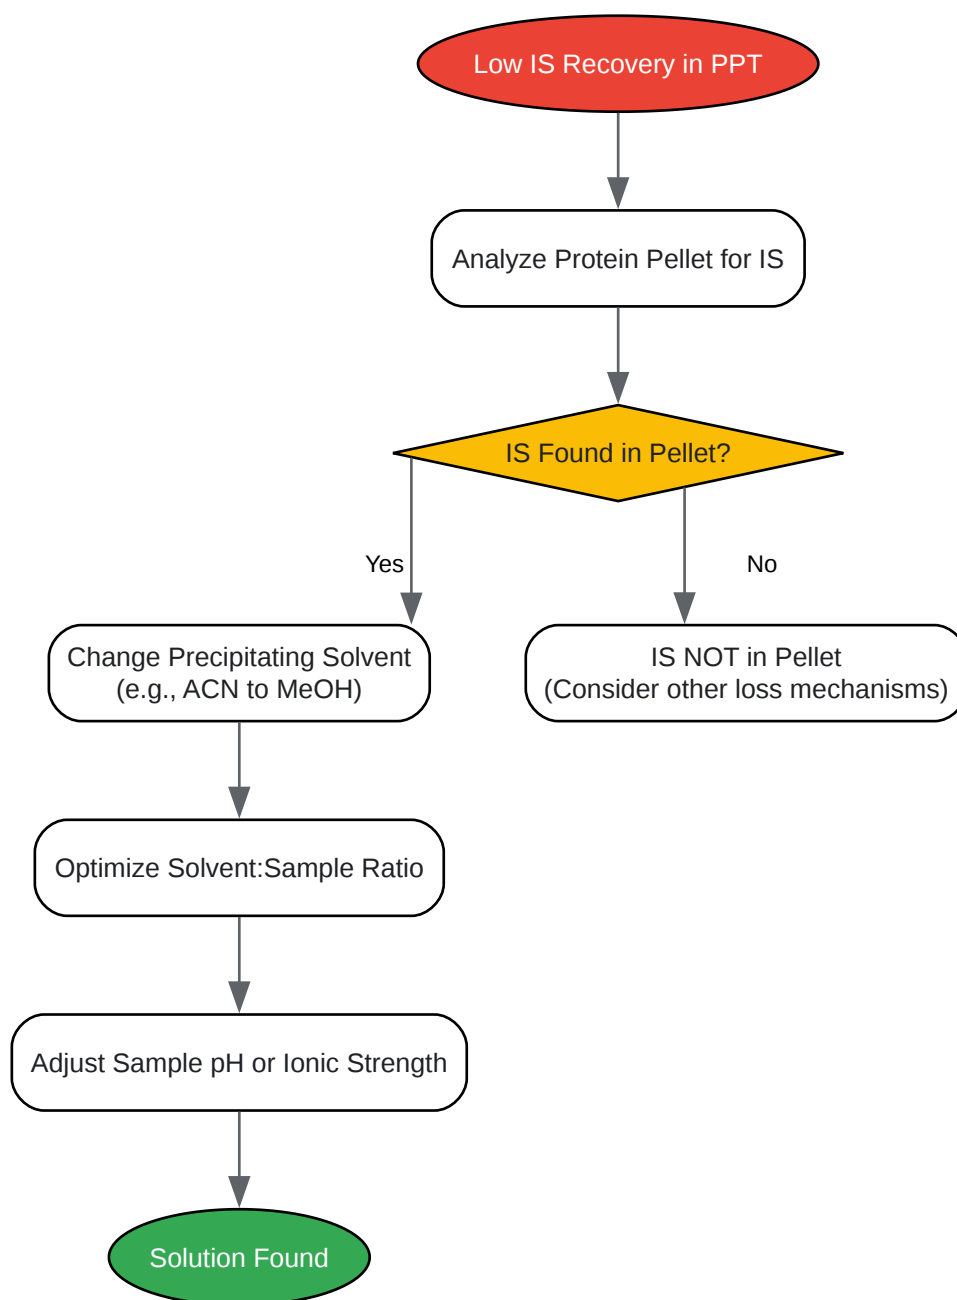 Low IS Recovery in PPT
Analyze Protein Pellet for IS
IS Found in Pellet?
Yes
No
Change Precipitating Solvent
(e.g., ACN to MeOH)
IS NOT in Pellet
(Consider other loss mechanisms)
Optimize Solvent:Sample Ratio
Adjust Sample pH or Ionic Strength
Solution Found